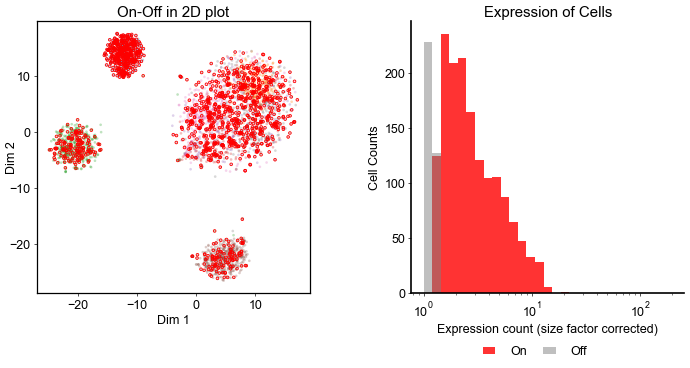 On-Off in 2D plot
Dim 2
10
0
−10
−20
−20
−10
0
10
Dim 1
Expression of Cells
Cell Counts
200
150
100
50
0
10⁰
10¹
10²
Expression count (size factor corrected)
On
Off